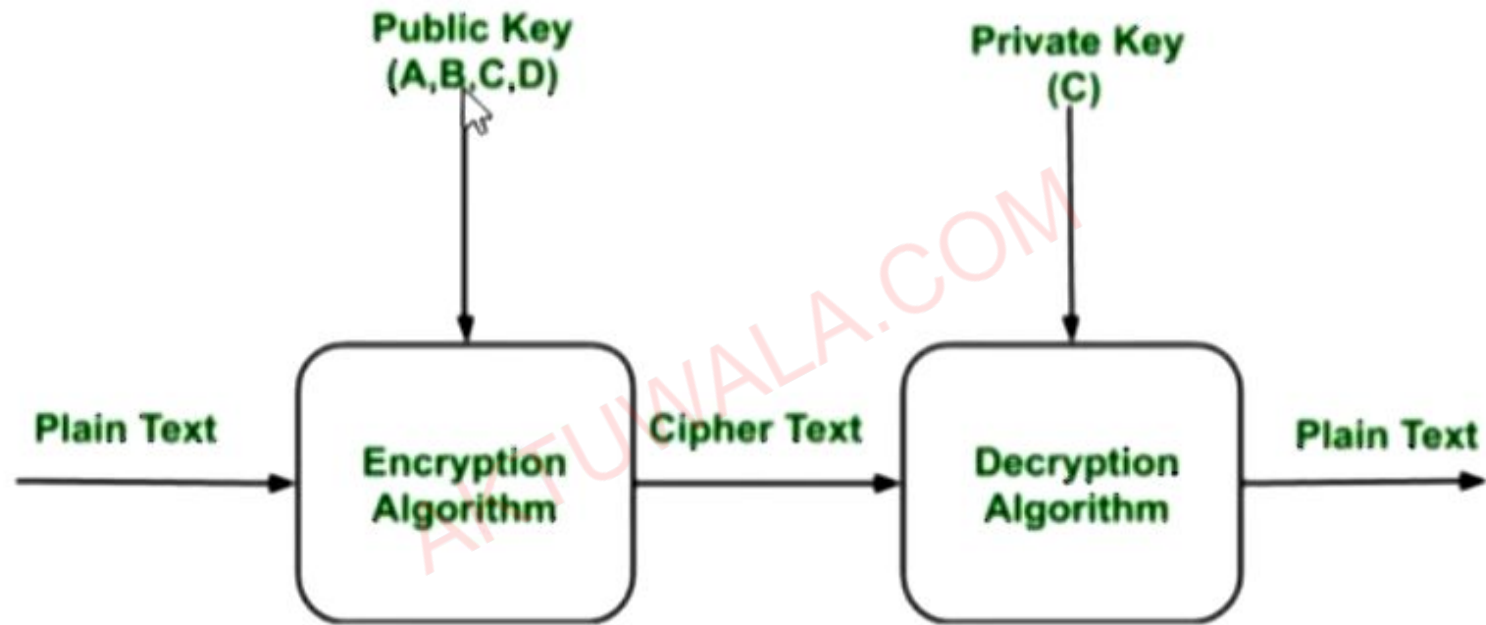 Public Key
(A,B,C,D)
Private Key
(C)
Plain Text
Encryption
Algorithm
Cipher Text
Decryption
Algorithm
Plain Text
AKTUWALA.COM